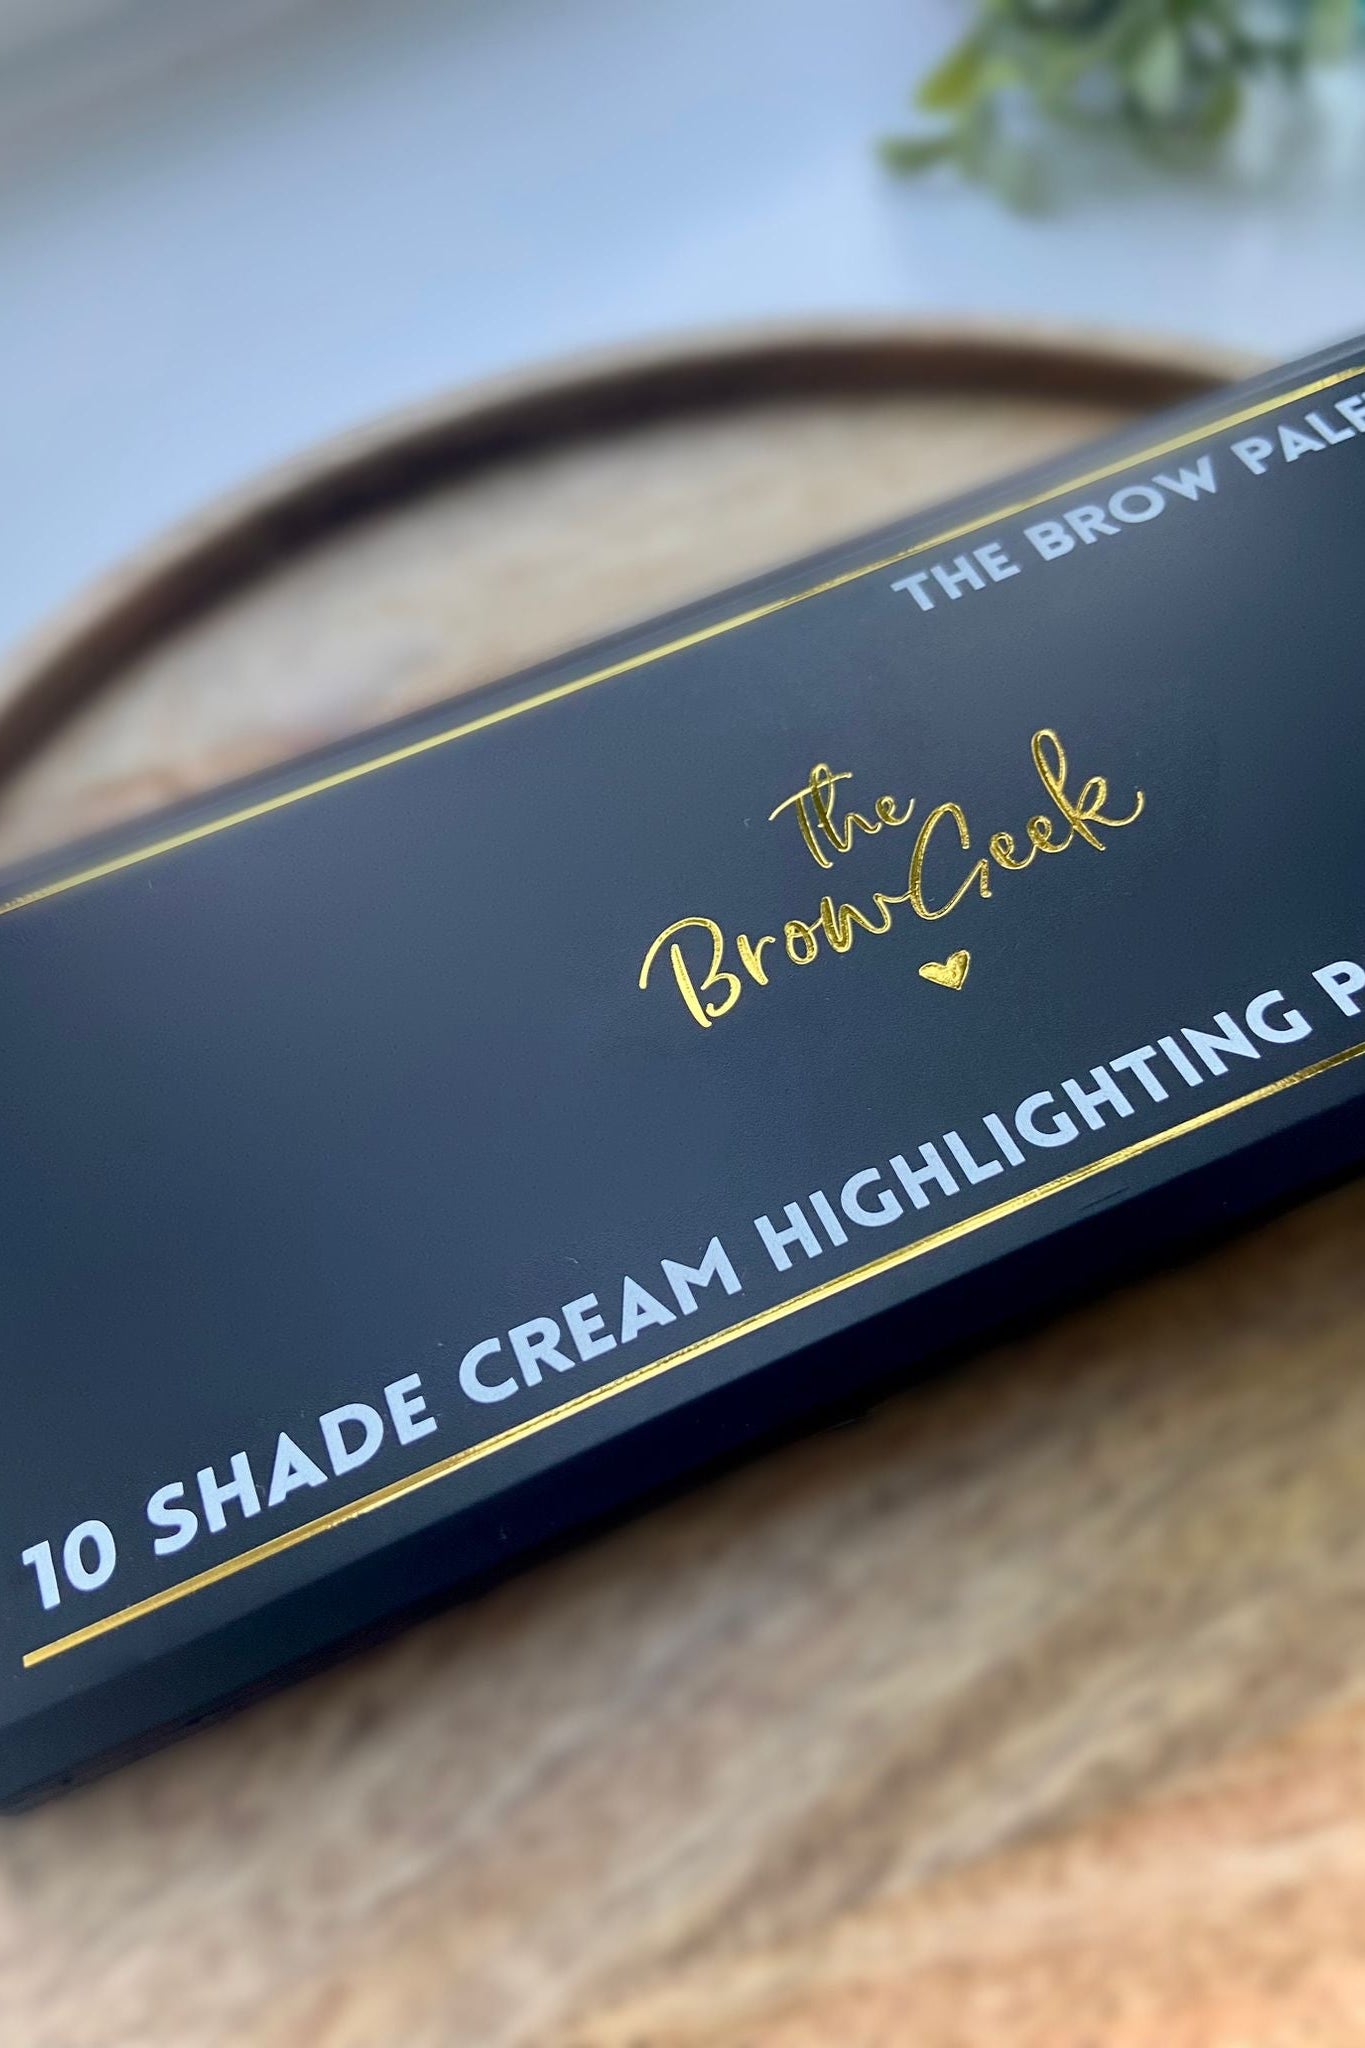 THE BROW PALE
The
BrowGeek
10 SHADE CREAM HIGHLIGHTING P